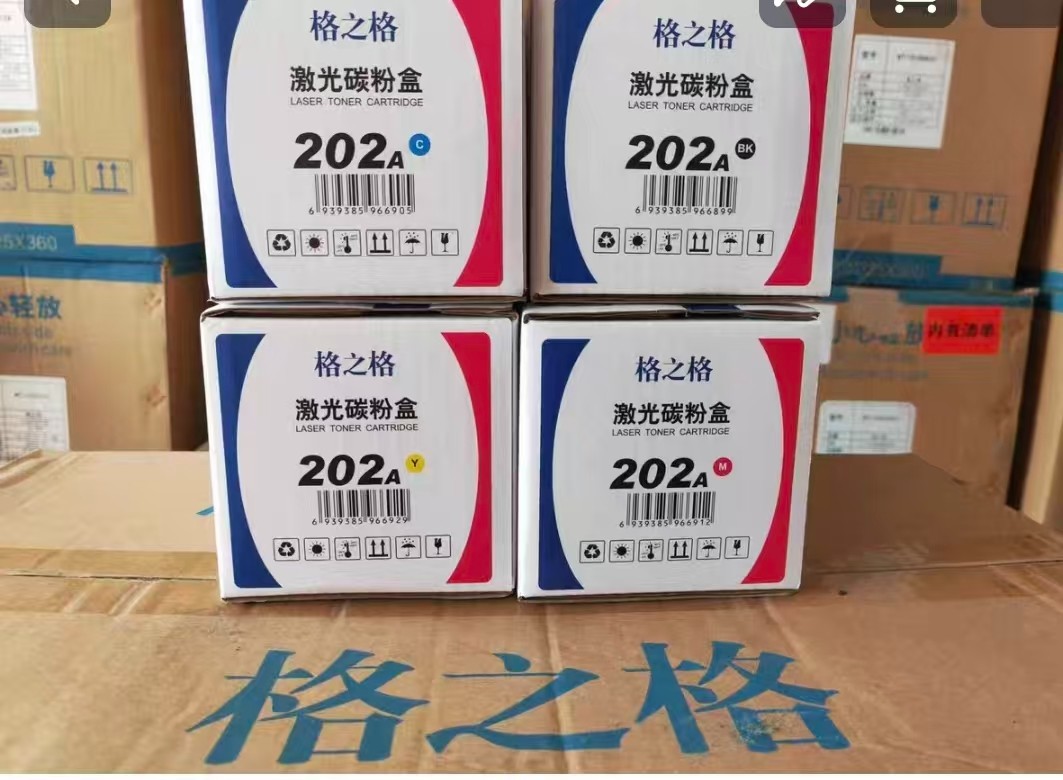 格之格
激光碳粉盒
LASER TONER CARTRIDGE
202A C
6 939385 966905
格之格
激光碳粉盒
LASER TONER CARTRIDGE
202A BK
6 939385 966899
格之格
激光碳粉盒
LASER TONER CARTRIDGE
202A Y
6 939385 966929
格之格
激光碳粉盒
LASER TONER CARTRIDGE
202A M
6 939385 966912
5X360
轻放
内有清单
格之格